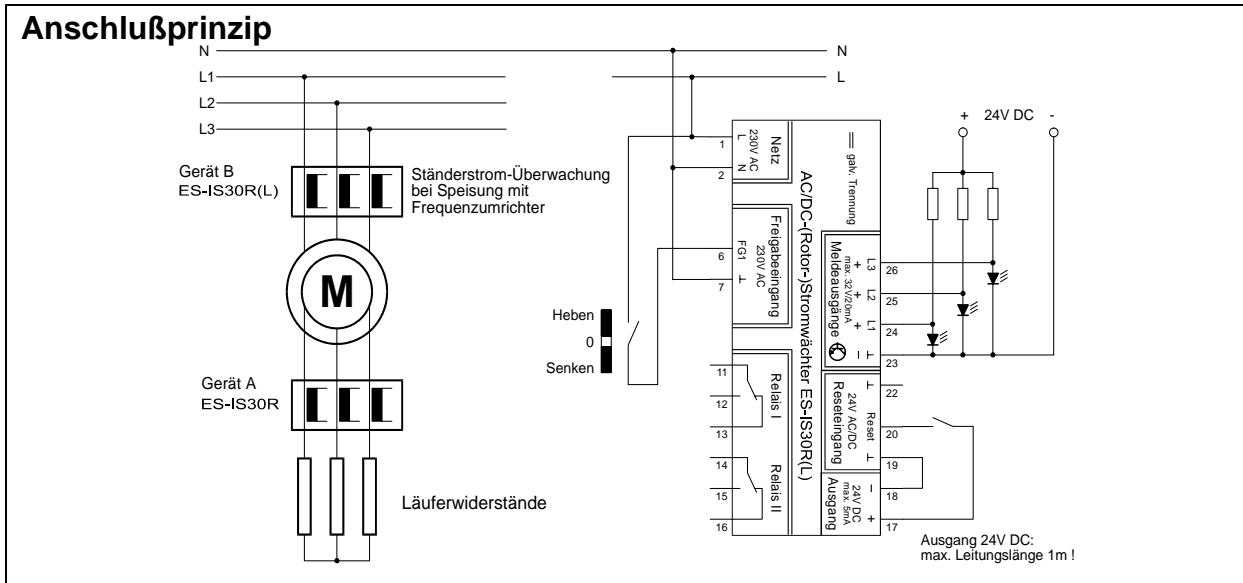 Anschlußprinzip
N
N
L1
L
L2
L3
+ 24V DC -
Gerät B
ES-IS30R(L)
Ständerstrom-Überwachung
bei Speisung mit
Frequenzumrichter
M
Gerät A
ES-IS30R
Läuferwiderstände
Heben
0
Senken
1
2
6
7
11
12
13
14
15
16
L
N
230V AC
Netz
FG1
⊥
Freigabeeingang
230V AC
Relais I
Relais II
AC/DC-(Rotor-)Stromwächter ES-IS30R(L)
galv. Trennung
L3
L2
L1
+
+
+
−
⊥
max. 32V/20mA
Meldeausgänge
26
25
24
23
⊥
Reset
⊥
24V AC/DC
Reseteingang
22
20
19
−
+
24V DC
max. 5mA
Ausgang
18
17
Ausgang 24V DC:
max. Leitungslänge 1m !